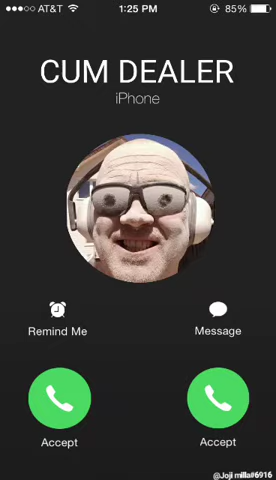 ●●●○○ AT&T 1:25 PM 85%
CUM DEALER
iPhone
Remind Me Message
Accept Accept
@Joji milla#6916